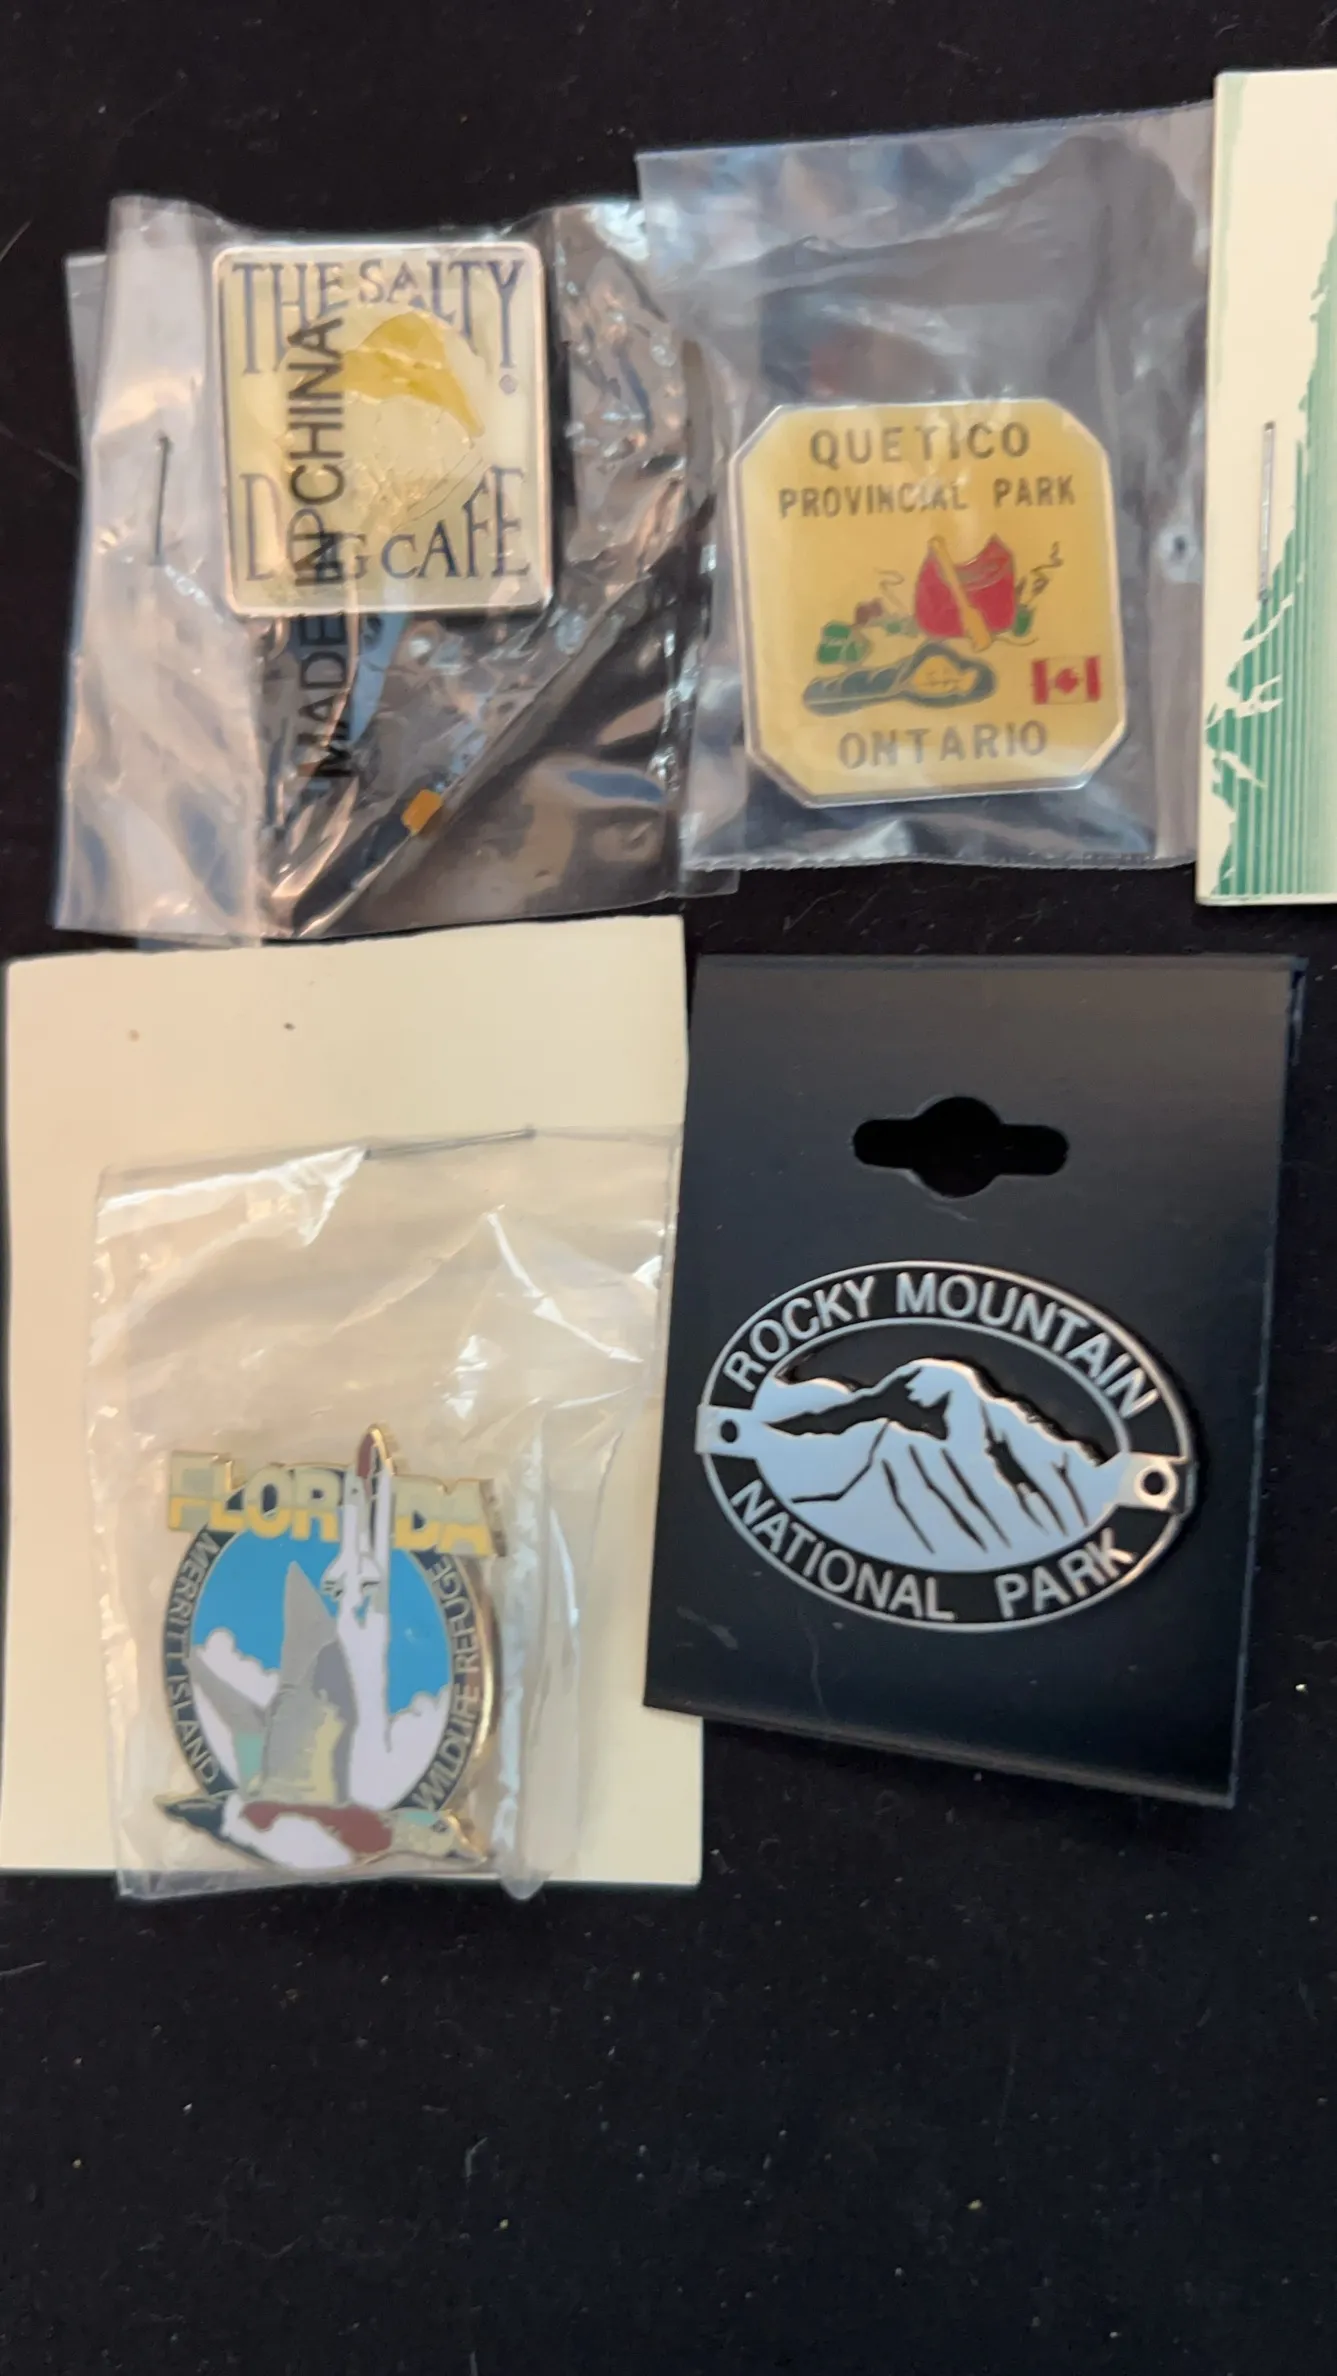 THE SALTY
®
DOG CAFE
MADE IN CHINA
QUETICO
PROVINCIAL PARK
ONTARIO
FLORIDA
MERRITT ISLAND
WILDLIFE REFUGE
ROCKY MOUNTAIN
NATIONAL PARK